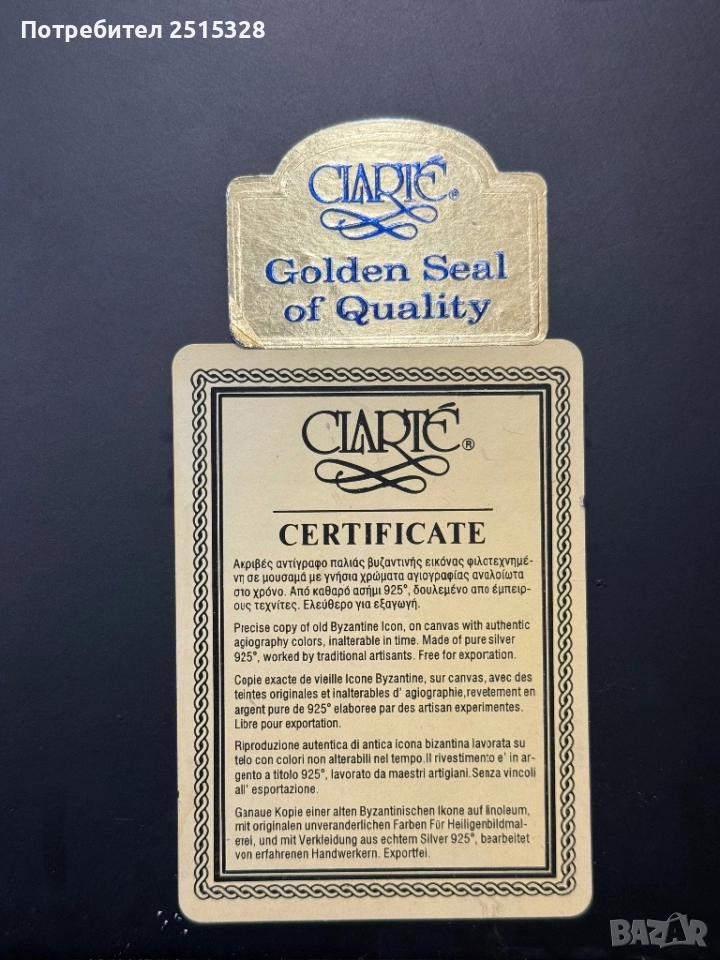 Потребител 2515328
CLARTÉ®
Golden Seal
of Quality
CLARTÉ®
CERTIFICATE
Ακριβές αντίγραφο παλιάς βυζαντινής εικόνας φιλοτεχνημέ-
νη σε μουσαμά με γνήσια χρώματα αγιογραφίας αναλοίωτα
στο χρόνο. Από καθαρό ασήμι 925°, δουλεμένο απο έμπειρ-
ους τεχνίτες. Ελεύθερο για εξαγωγή.
Precise copy of old Byzantine Icon, on canvas with authentic
agiography colors, inalterable in time. Made of pure silver
925°, worked by traditional artisants. Free for exportation.
Copie exacte de vieille Icone Byzantine, sur canvas, avec des
teintes originales et inalterables d' agiographie,revetement en
argent pure de 925° elaboree par des artisan experimentes.
Libre pour exportation.
Riproduzione autentica di antica icona bizantina lavorata su
telo con colori non alterabili nel tempo.Il rivestimento e' in ar-
gento a titolo 925°, lavorato da maestri artigiani.Senza vincoli
all' esportazione.
Ganaue Kopie einer alten Byzantinischen Ikone auf linoleum,
mit originalen unveranderlichen Farben Für Heiligenbildmal-
erei, und mit Verkleidung aus echtem Silver 925°, bearbeitet
von erfahrenen Handwerkern. Exportfei.
BAZAR